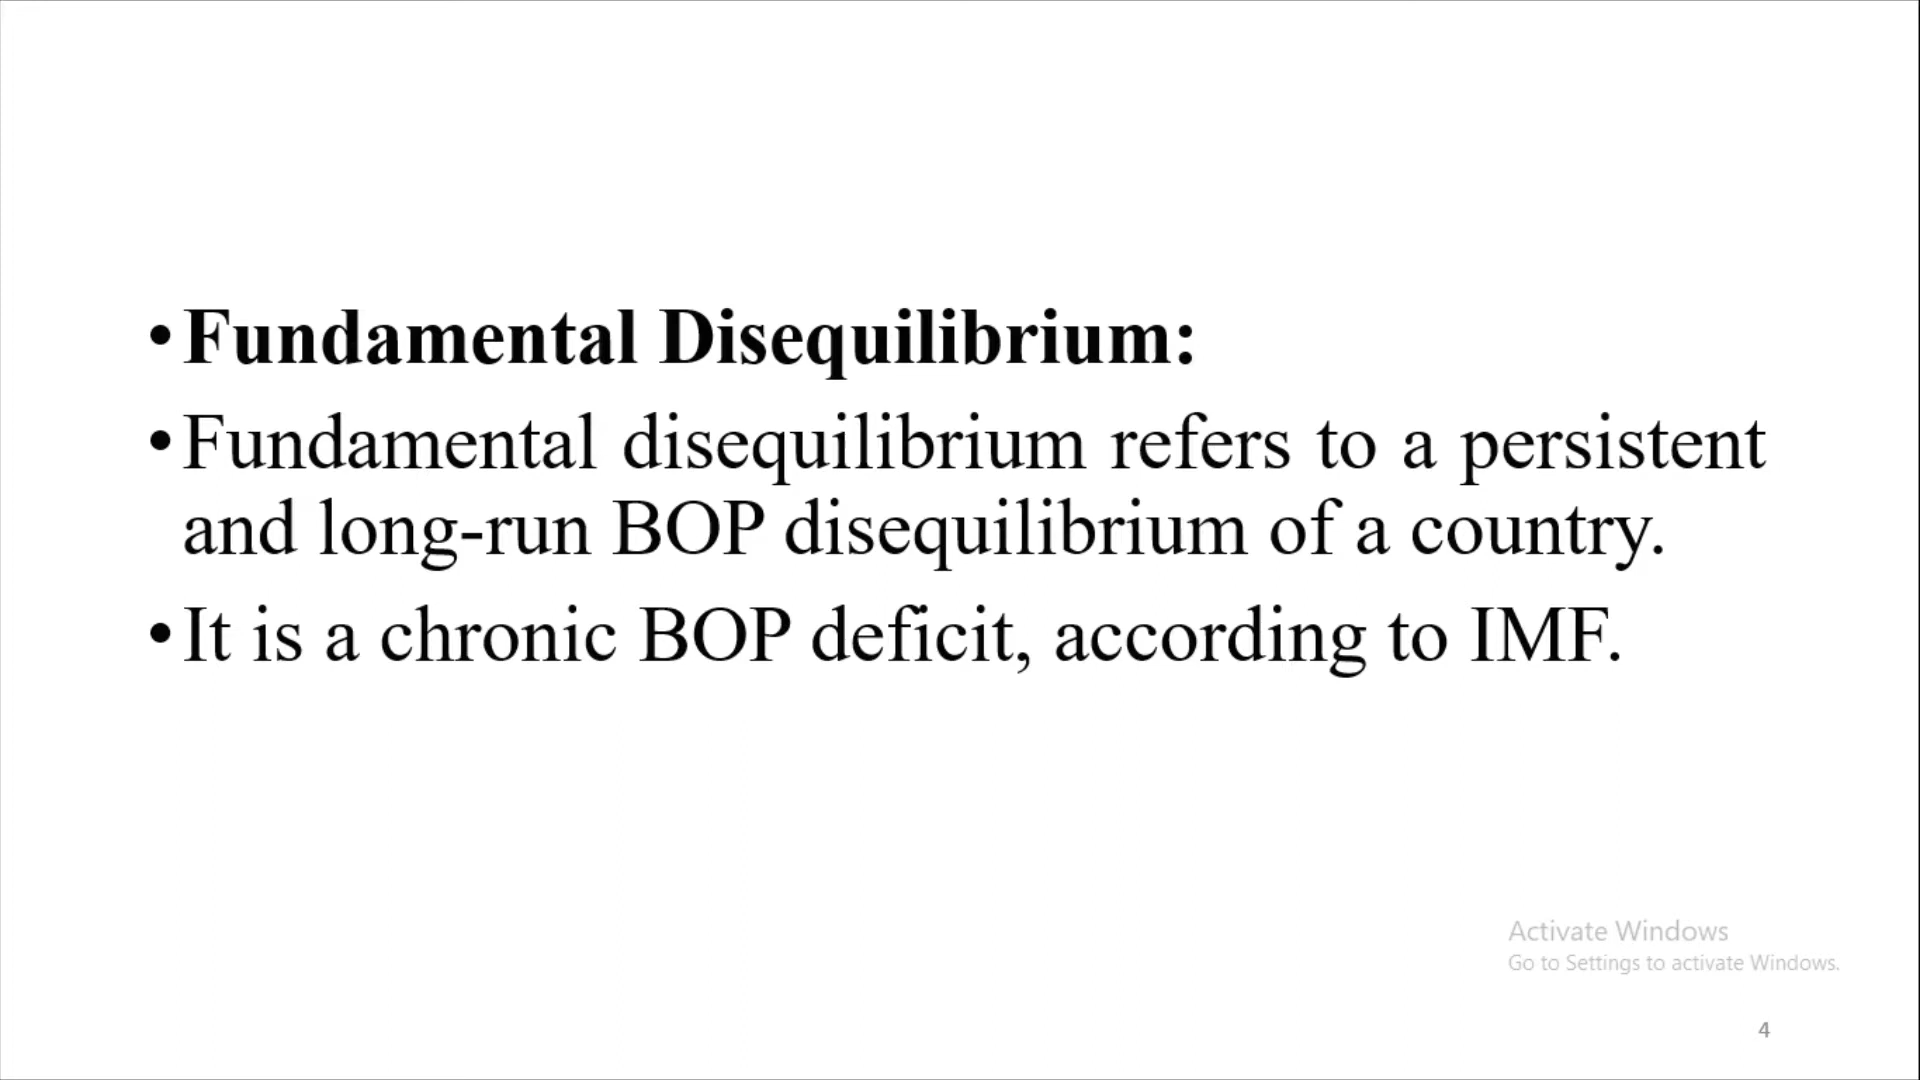 •Fundamental Disequilibrium:
•Fundamental disequilibrium refers to a persistent
and long-run BOP disequilibrium of a country.
•It is a chronic BOP deficit, according to IMF.
Activate Windows
Go to Settings to activate Windows.
4